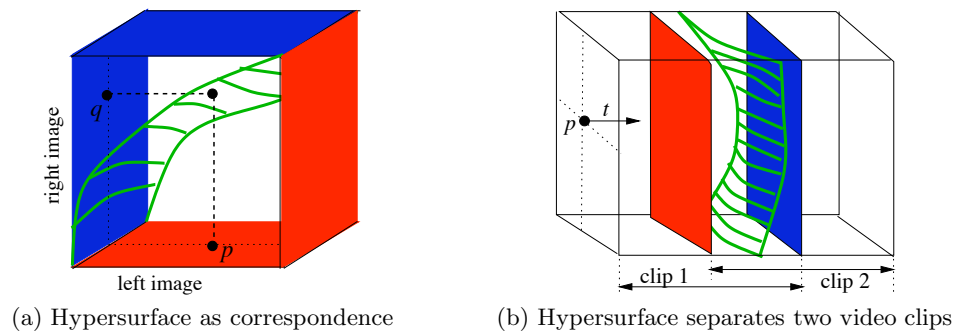 q
right image
p
left image
(a) Hypersurface as correspondence
p
t
clip 1
clip 2
(b) Hypersurface separates two video clips